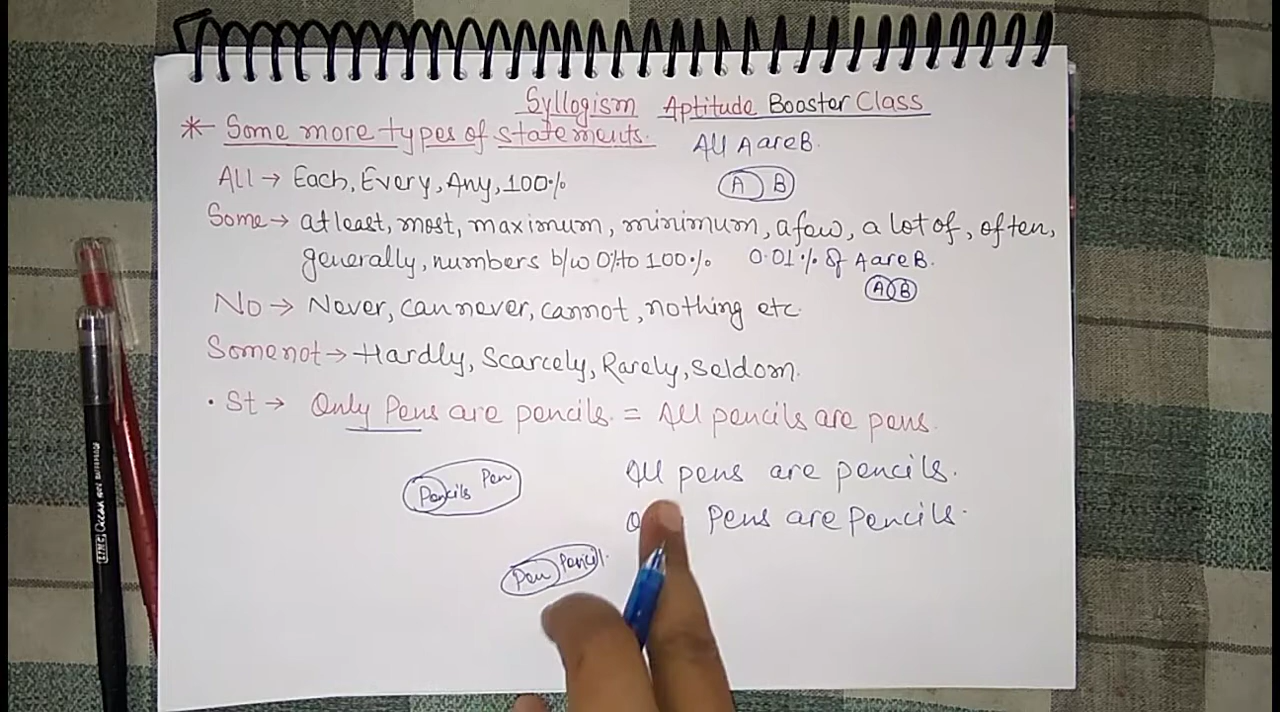 Syllogism Aptitude Booster Class
* Some more types of statements.
All A are B.
All → Each, Every, Any, 100%
A B
Some → atleast, most, maximum, minimum, a few, a lot of, often,
generally, numbers b/w 0% to 100%
0.01% of A are B.
A B
No → Never, can never, cannot, nothing etc
Some not → Hardly, Scarcely, Rarely, Seldom.
• St → Only Pens are pencils. = All pencils are pens.
Pencils Pen
All pens are pencils.
pens are pencils.
Pen Pencil.